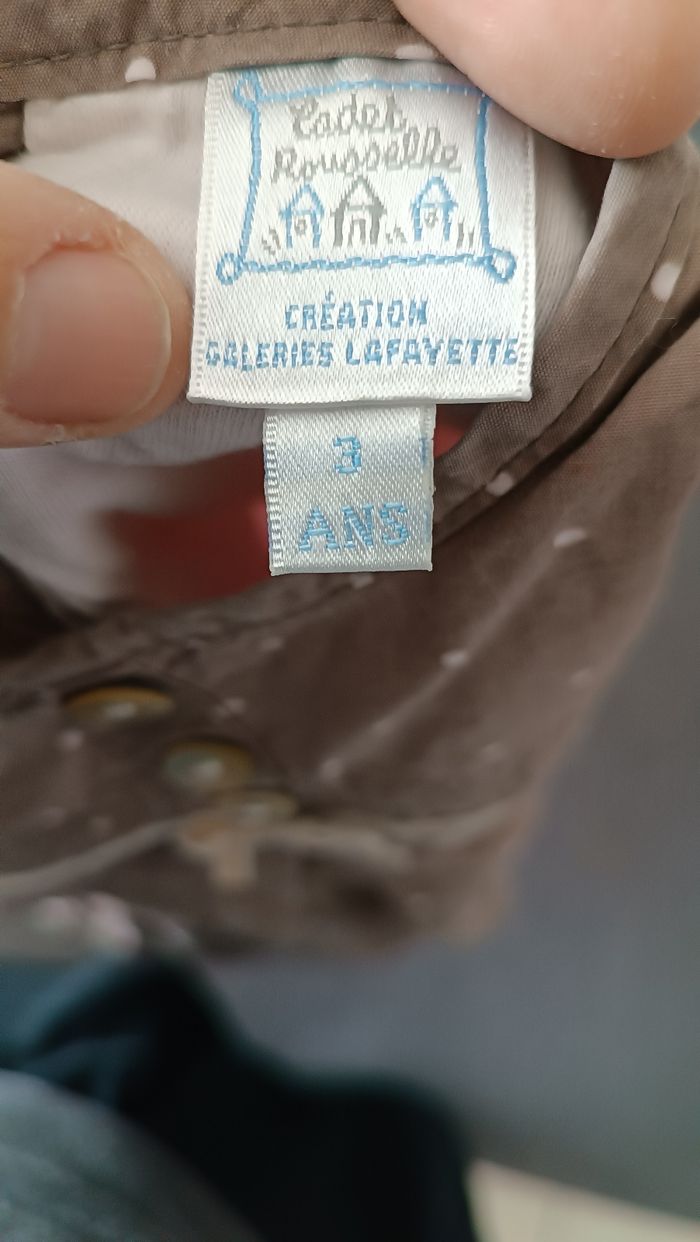 Cadet
Rousselle
CRÉATION
GALERIES LAFAYETTE
3
ANS